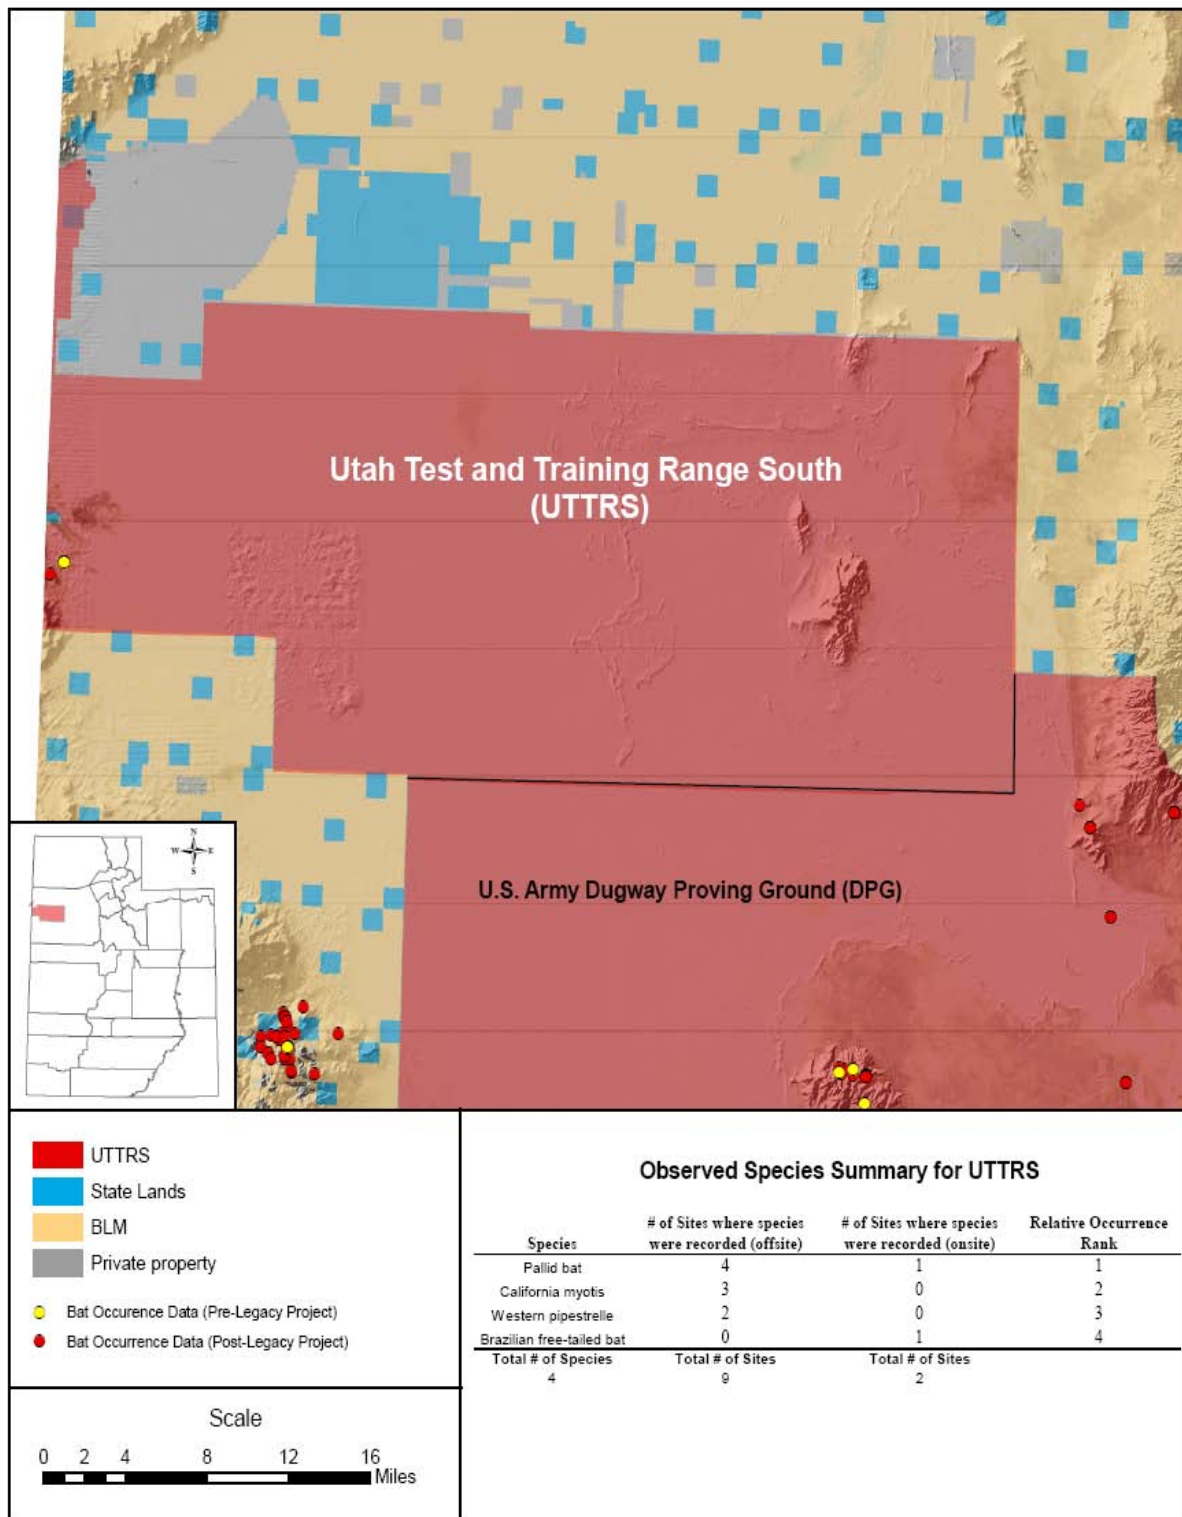 Utah Test and Training Range South
(UTTRS)
U.S. Army Dugway Proving Ground (DPG)
N
W E
S
UTTRS
State Lands
BLM
Private property
Bat Occurence Data (Pre-Legacy Project)
Bat Occurrence Data (Post-Legacy Project)
Scale
0 2 4 8 12 16
Miles
Observed Species Summary for UTTRS
Species # of Sites where species were recorded (offsite) # of Sites where species were recorded (onsite) Relative Occurrence Rank
Pallid bat 4 1 1
California myotis 3 0 2
Western pipestrelle 2 0 3
Brazilian free-tailed bat 0 1 4
Total # of Species Total # of Sites Total # of Sites
4 9 2